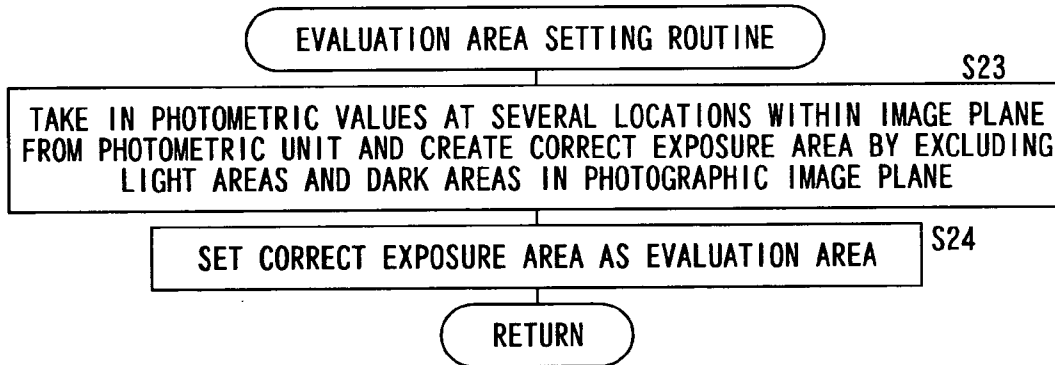 EVALUATION AREA SETTING ROUTINE
S23
TAKE IN PHOTOMETRIC VALUES AT SEVERAL LOCATIONS WITHIN IMAGE PLANE
FROM PHOTOMETRIC UNIT AND CREATE CORRECT EXPOSURE AREA BY EXCLUDING
LIGHT AREAS AND DARK AREAS IN PHOTOGRAPHIC IMAGE PLANE
S24
SET CORRECT EXPOSURE AREA AS EVALUATION AREA
RETURN